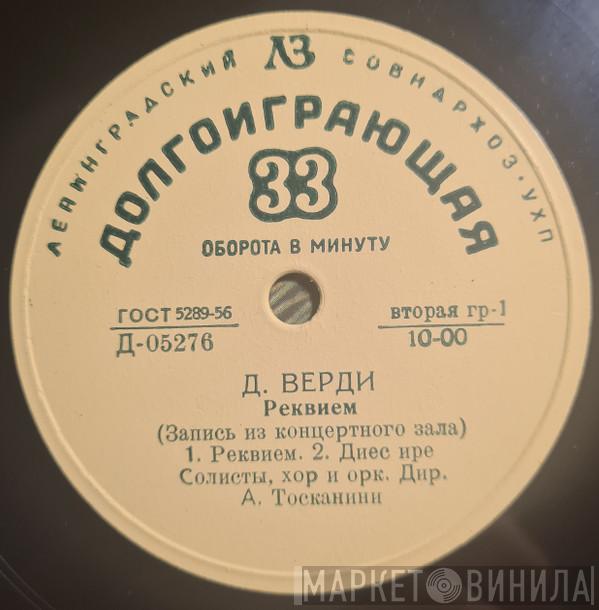 ЛЕНИНГРАДСКИЙ ЛЗ СОВНАРХОЗ·УХП
ДОЛГОИГРАЮЩАЯ
33
ОБОРОТА В МИНУТУ
ГОСТ 5289-56
Д-05276
вторая гр-1
10-00
Д. ВЕРДИ
Реквием
(Запись из концертного зала)
1. Реквием. 2. Диес ире
Солисты, хор и орк. Дир.
А. Тосканини
МАРКЕТ ВИНИЛА